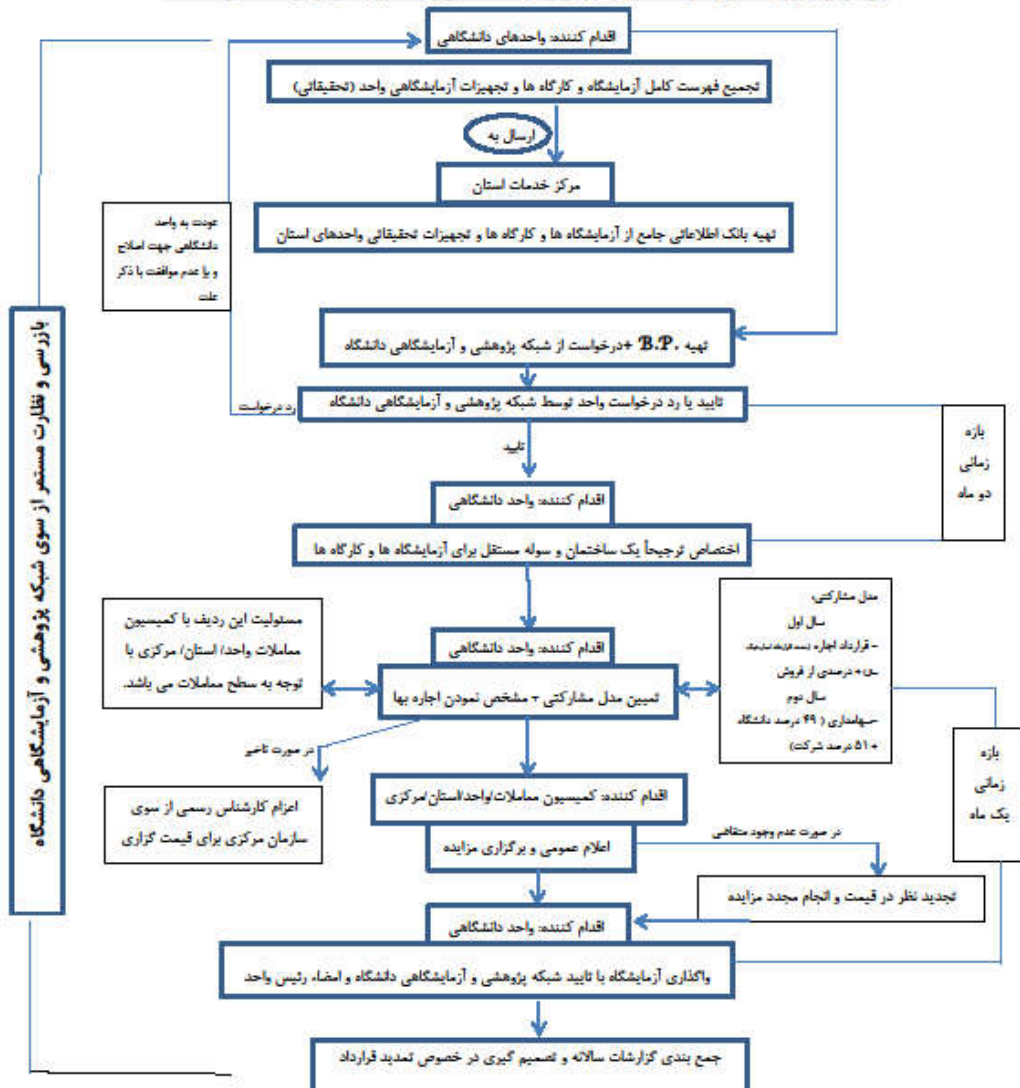 اقدام کننده: واحدهای دانشگاهی
تجمیع فهرست کامل آزمایشگاه و کارگاه ها و تجهیزات آزمایشگاهی واحد (تحقیقاتی)
ارسال به
مرکز خدمات استان
تهیه بانک اطلاعاتی جامع از آزمایشگاه ها و کارگاه ها و تجهیزات تحقیقاتی واحدهای استان
عودت به واحد
دانشگاهی جهت اصلاح
و یا عدم موافقت با ذکر
علت
تهیه B.P. +درخواست از شبکه پژوهشی و آزمایشگاهی دانشگاه
تایید یا رد درخواست واحد توسط شبکه پژوهشی و آزمایشگاهی دانشگاه
رد درخواست
تایید
بازه
زمانی
دو ماه
اقدام کننده: واحد دانشگاهی
اختصاص ترجیحاً یک ساختمان و سوله مستقل برای آزمایشگاه ها و کارگاه ها
بازرسی و نظارت مستمر از سوی شبکه پژوهشی و آزمایشگاهی دانشگاه
مدل مشارکتی:
سال اول
- قرارداد اجاره
+ درصدی از فروش
سال دوم
-سهامداری ( ۴۹ درصد دانشگاه
+ ۵۱ درصد شرکت)
اقدام کننده: واحد دانشگاهی
تعیین مدل مشارکتی + مشخص نمودن اجاره بها
مسئولیت این ردیف با کمیسیون
معاملات واحد/ استان/ مرکزی با
توجه به سطح معاملات می باشد.
در صورت تاخیر
اعزام کارشناس رسمی از سوی
سازمان مرکزی برای قیمت گزاری
بازه
زمانی
یک ماه
اقدام کننده: کمیسیون معاملات/واحد/استان/مرکزی
اعلام عمومی و برگزاری مزایده
در صورت عدم وجود متقاضی
تجدید نظر در قیمت و انجام مجدد مزایده
اقدام کننده: واحد دانشگاهی
واگذاری آزمایشگاه با تایید شبکه پژوهشی و آزمایشگاهی دانشگاه و امضاء رئیس واحد
جمع بندی گزارشات سالانه و تصمیم گیری در خصوص تمدید قرارداد